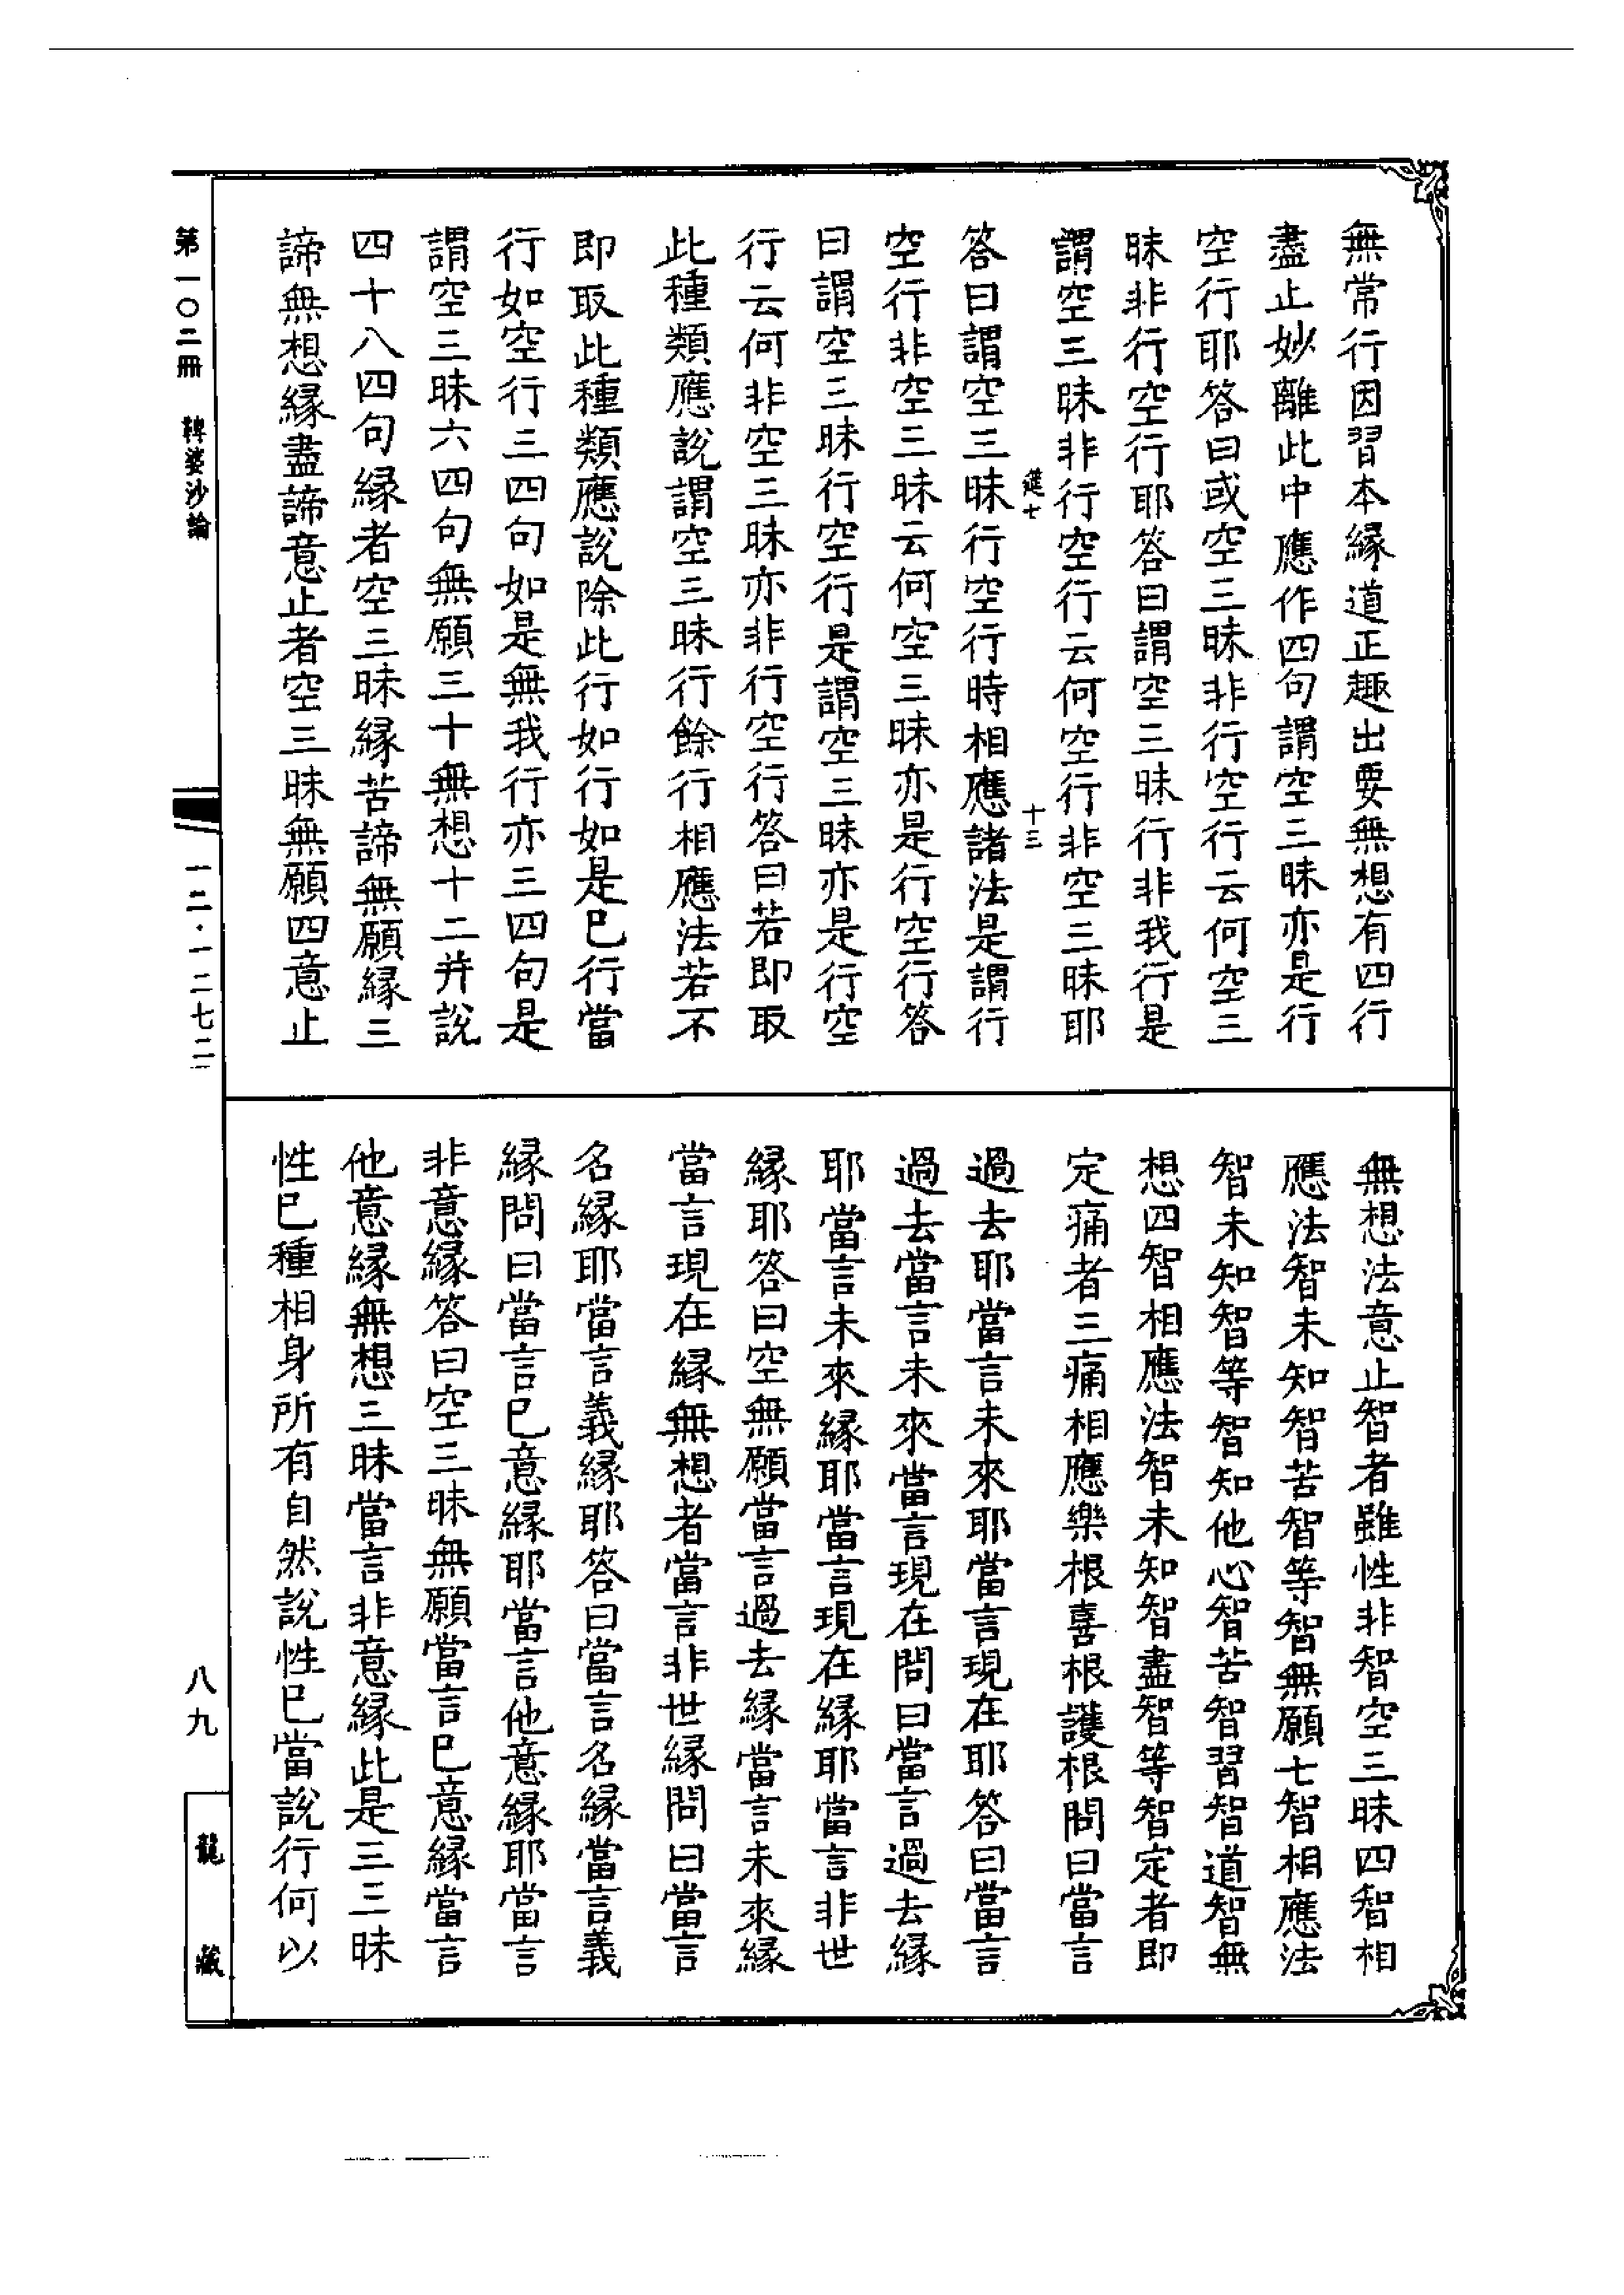 無常行因習本緣道正趣出要無想有四行
盡止妙離此中應作四句謂空三昧亦是行
空行耶答曰或空三昧非行空行云何空三
昧非行空行耶答曰謂空三昧行非我行是
謂空三昧非行空行云何空行非空三昧耶
筵七 十三
答曰謂空三昧行空行時相應諸法是謂行
空行非空三昧云何空三昧亦是行空行答
曰謂空三昧行空行是謂空三昧亦是行空
行云何非空三昧亦非行空行答曰若即取
此種類應說謂空三昧行餘行相應法若不
即取此種類應說除此行如行如是已行當
行如空行三四句如是無我行亦三四句是
謂空三昧六四句無願三十無想十二并說
四十八四句緣者空三昧緣苦諦無願緣三
諦無想緣盡諦意止者空三昧無願四意止
無想法意止智者雖性非智空三昧四智相
應法智未知智苦智等智無願七智相應法
智未知智等智知他心智苦智習智道智無
想四智相應法智未知智盡智等智定者即
定痛者三痛相應樂根喜根護根問曰當言
過去耶當言未來耶當言現在耶答曰當言
過去當言未來當言現在問曰當言過去緣
耶當言未來緣耶當言現在緣耶當言非世
緣耶答曰空無願當言過去緣當言未來緣
當言現在緣無想者當言非世緣問曰當言
名緣耶當言義緣耶答曰當言名緣當言義
緣問曰當言已意緣耶當言他意緣耶當言
非意緣答曰空三昧無願當言已意緣當言
他意緣無想三昧當言非意緣此是三三昧
性已種相身所有自然說性已當說行何以
第一〇二冊 鞞婆沙論
一二·一二七二
八九
龍藏